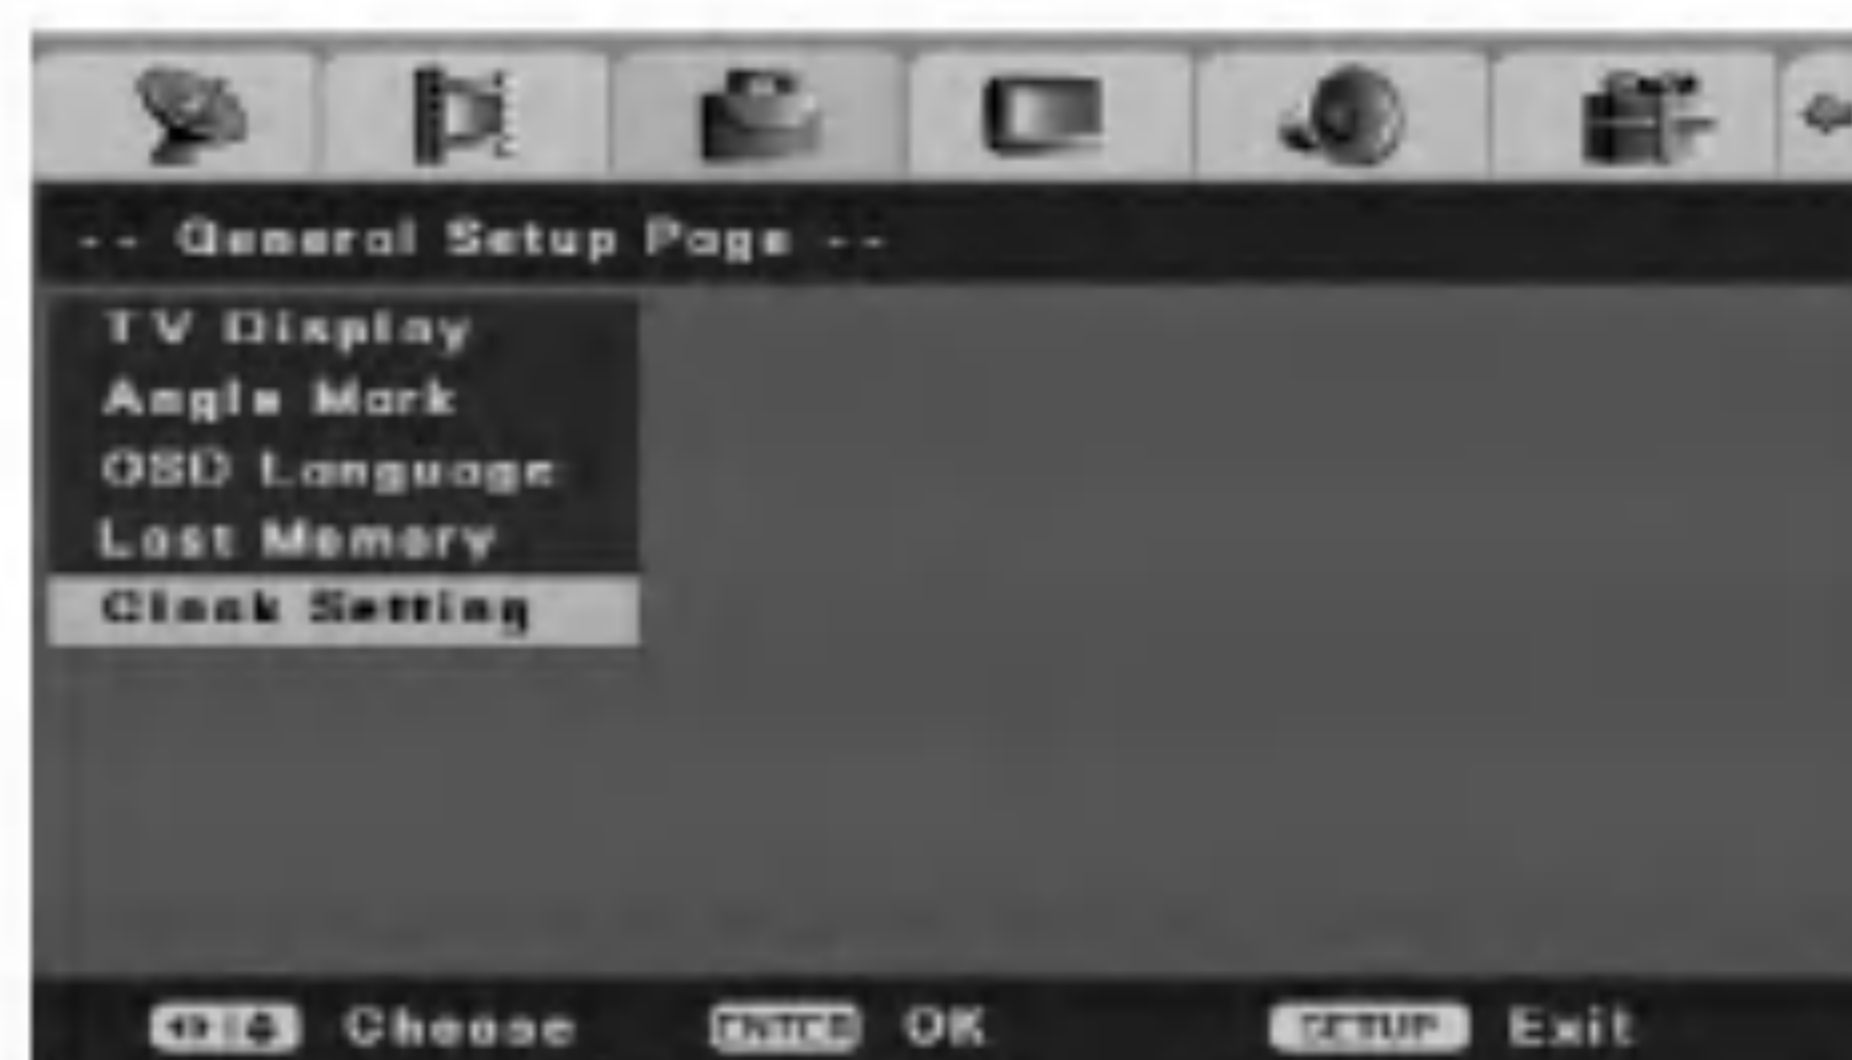 -- General Setup Page --
TV Display
Angle Mark
OSD Language
Last Memory
Clock Setting
Choose ENTER OK SETUP Exit